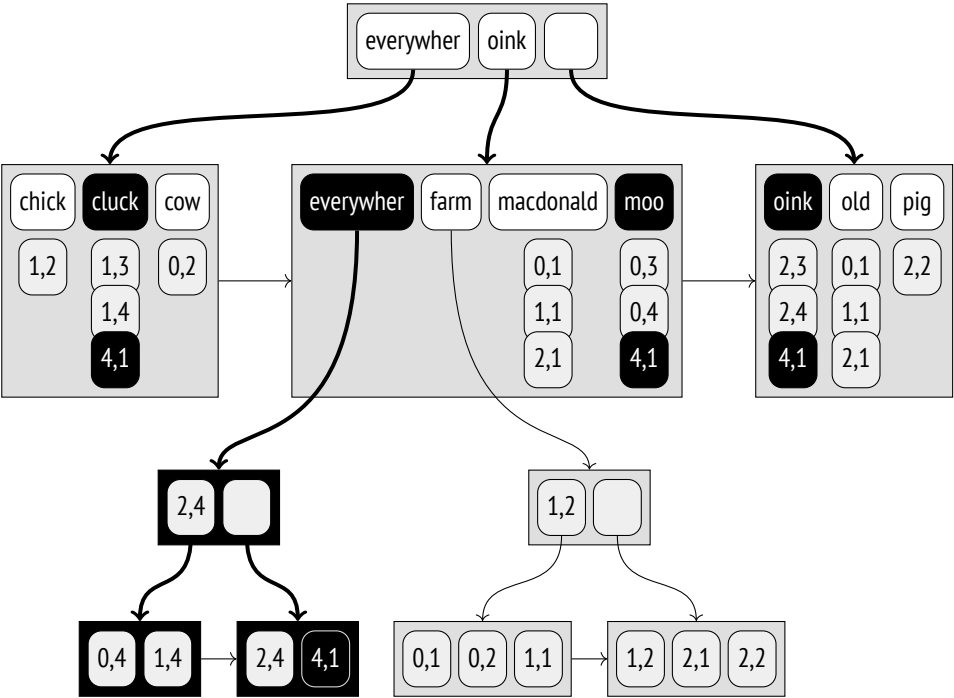 everywher oink
chick cluck cow everywher farm macdonald moo oink old pig
1,2 1,3 0,2 0,1 0,3 2,3 0,1 2,2
1,4 1,1 0,4 2,4 1,1
4,1 2,1 4,1 4,1 2,1
2,4 1,2
0,4 1,4 2,4 4,1 0,1 0,2 1,1 1,2 2,1 2,2